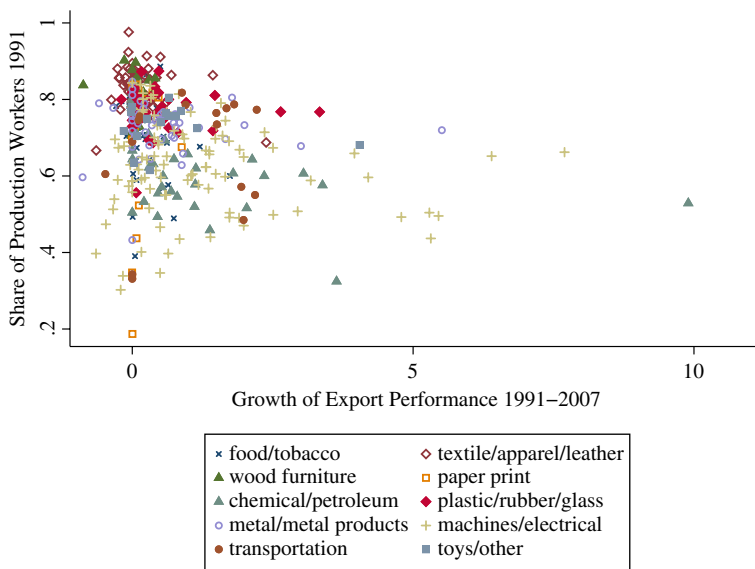 Share of Production Workers 1991
1
.8
.6
.4
.2
0
5
10
Growth of Export Performance 1991–2007
food/tobacco
textile/apparel/leather
wood furniture
paper print
chemical/petroleum
plastic/rubber/glass
metal/metal products
machines/electrical
transportation
toys/other